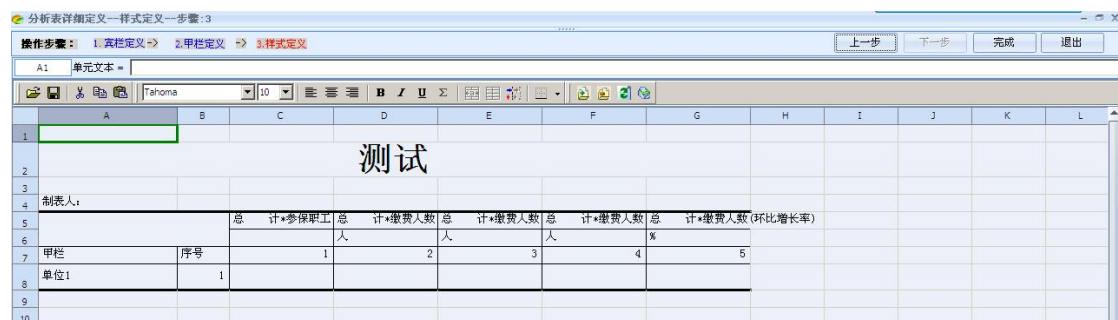 分析表详细定义--样式定义--步骤:3
操作步骤： 1.宾栏定义-> 2.甲栏定义 -> 3.样式定义 上一步 下一步 完成 退出
A1 单元文本 =
Tahoma 10 B I U Σ
A B C D E F G H I J K L
1
2 测试
3
4 制表人:
5 总 计*参保职工 总 计*缴费人数 总 计*缴费人数 总 计*缴费人数 总 计*缴费人数(环比增长率)
6 人 人 人 %
7 甲栏 序号 1 2 3 4 5
8 单位1 1
9
10